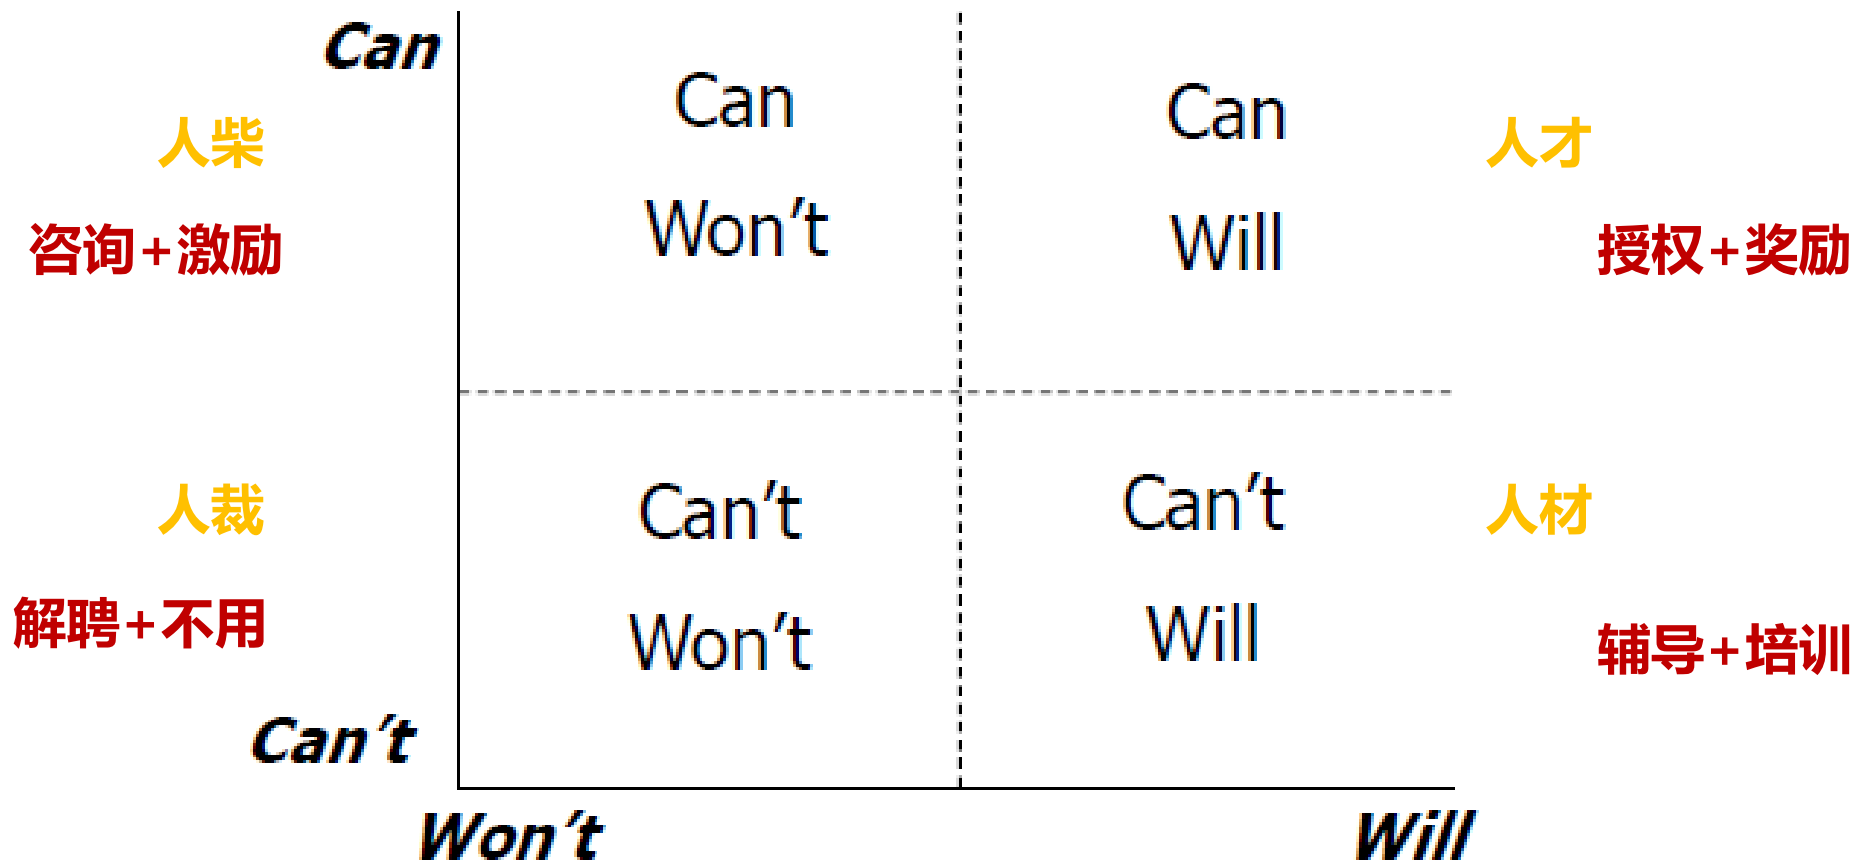 Can
Can
Can
人柴
人才
Won't
Will
咨询+激励
授权+奖励
Can't
Can't
人裁
人材
Won't
Will
解聘+不用
辅导+培训
Can't
Won't
Will